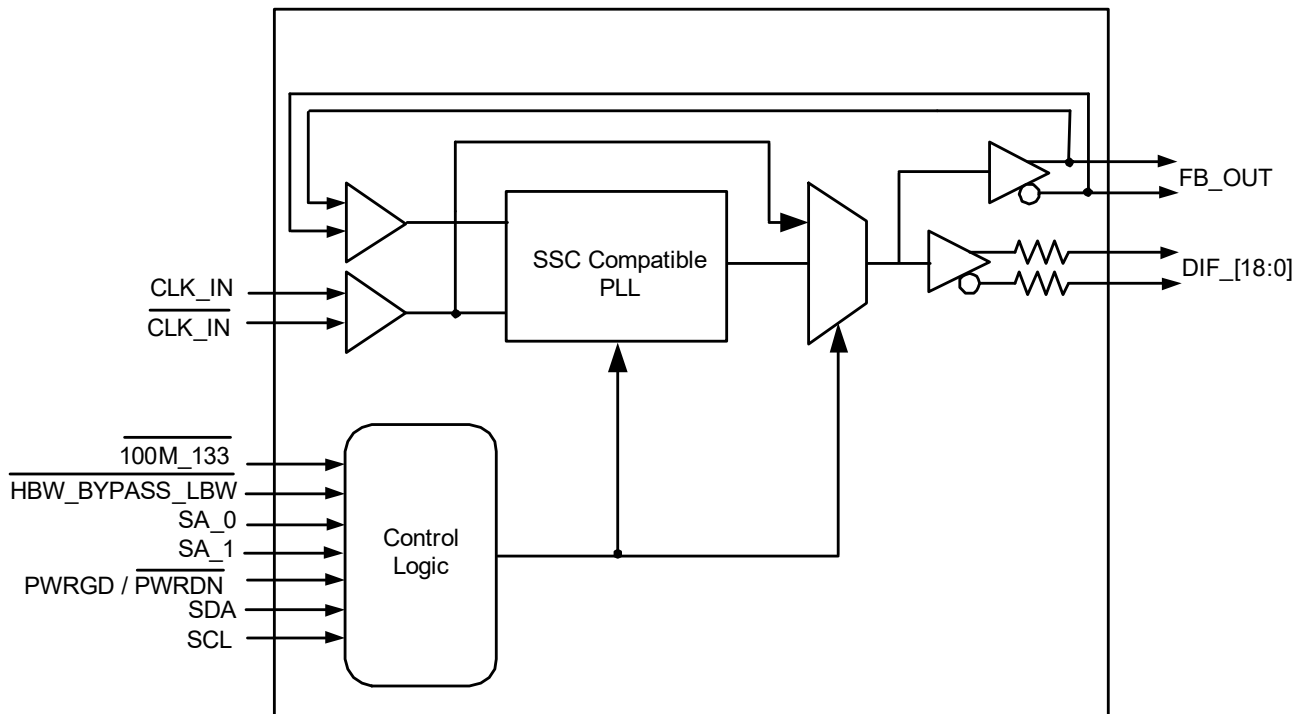 FB_OUT
SSC Compatible
PLL
DIF_[18:0]
CLK_IN
CLK_IN
100M_133
HBW_BYPASS_LBW
SA_0
SA_1
PWRGD / PWRDN
SDA
SCL
Control
Logic